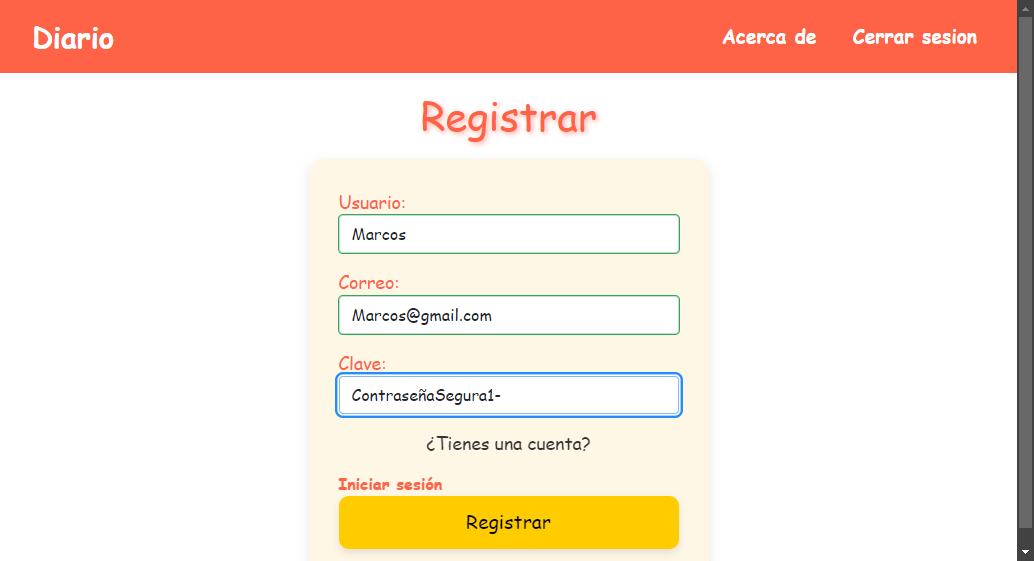 Diario
Acerca de
Cerrar sesion
Registrar
Usuario:
Marcos
Correo:
Marcos@gmail.com
Clave:
ContraseñaSegura1-
¿Tienes una cuenta?
Iniciar sesión
Registrar